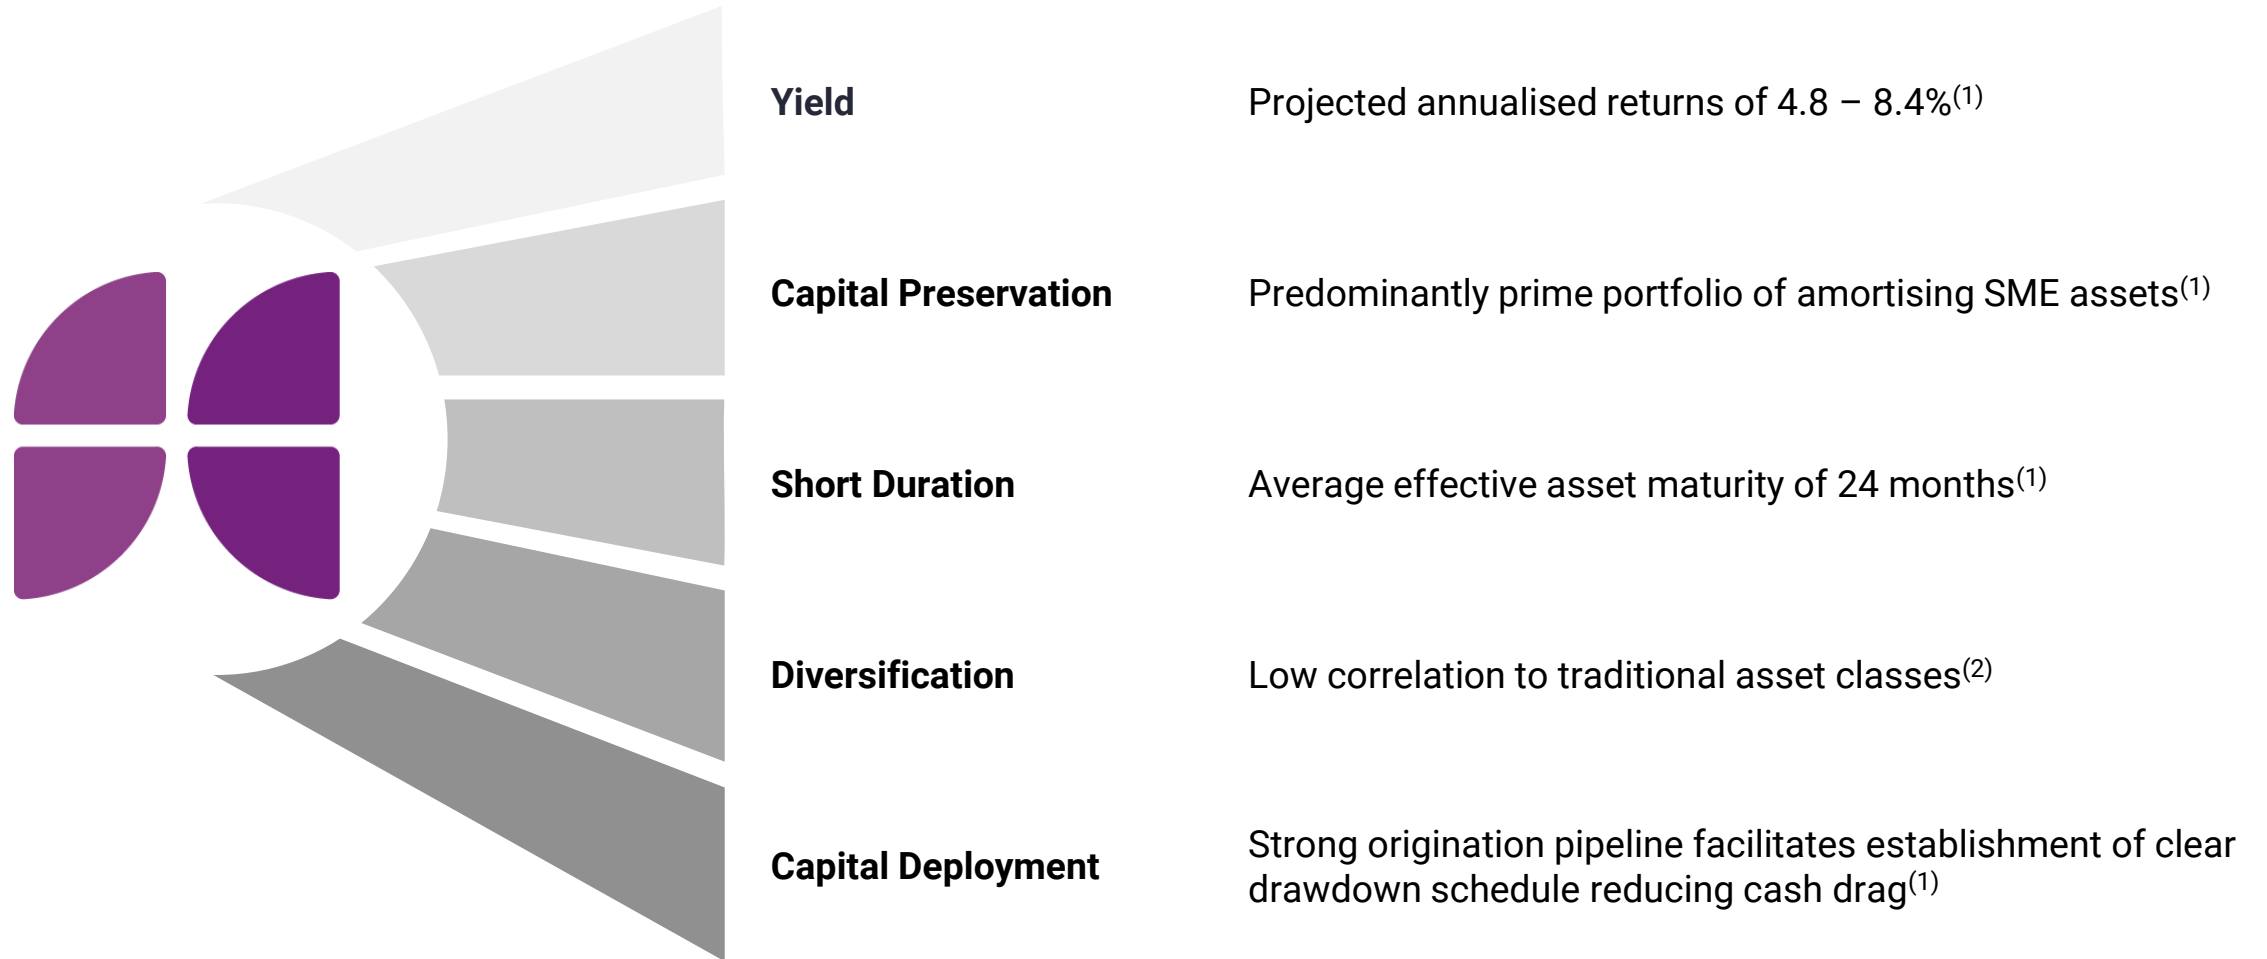 Yield Projected annualised returns of 4.8 – 8.4%(1)
Capital Preservation Predominantly prime portfolio of amortising SME assets(1)
Short Duration Average effective asset maturity of 24 months(1)
Diversification Low correlation to traditional asset classes(2)
Capital Deployment Strong origination pipeline facilitates establishment of clear
drawdown schedule reducing cash drag(1)